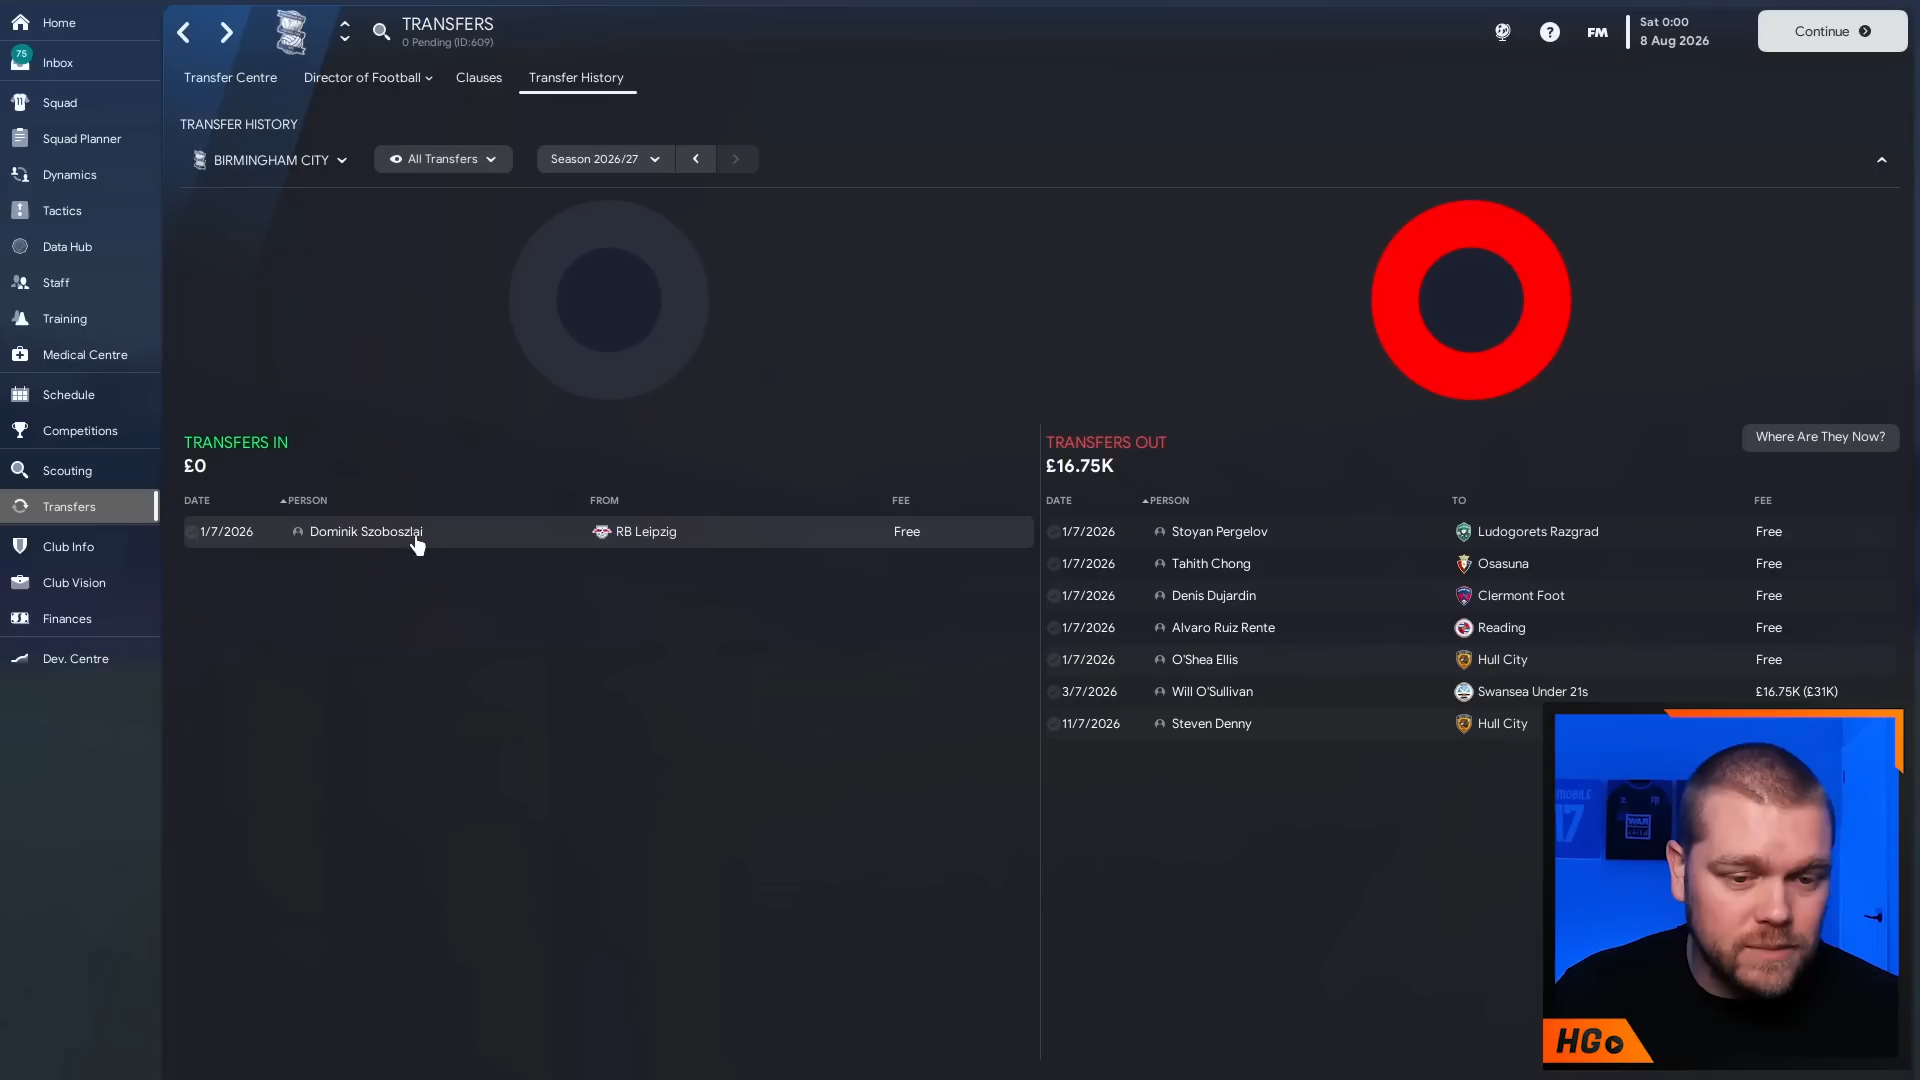 Home
75
Inbox
Squad
Squad Planner
Dynamics
Tactics
Data Hub
Staff
Training
Medical Centre
Schedule
Competitions
Scouting
Transfers
Club Info
Club Vision
Finances
Dev. Centre
TRANSFERS
0 Pending (ID:609)
?
FM
Sat 0:00
8 Aug 2026
Continue
Transfer Centre
Director of Football
Clauses
Transfer History
TRANSFER HISTORY
BIRMINGHAM CITY
All Transfers
Season 2026/27
TRANSFERS IN
£0
DATE PERSON FROM FEE
1/7/2026 Dominik Szoboszlai RB Leipzig Free
TRANSFERS OUT
£16.75K
Where Are They Now?
DATE PERSON TO FEE
1/7/2026 Stoyan Pergelov Ludogorets Razgrad Free
1/7/2026 Tahith Chong Osasuna Free
1/7/2026 Denis Dujardin Clermont Foot Free
1/7/2026 Alvaro Ruiz Rente Reading Free
1/7/2026 O'Shea Ellis Hull City Free
3/7/2026 Will O'Sullivan Swansea Under 21s £16.75K (£31K)
11/7/2026 Steven Denny Hull City
MOBILE
17
WAR
child
HG